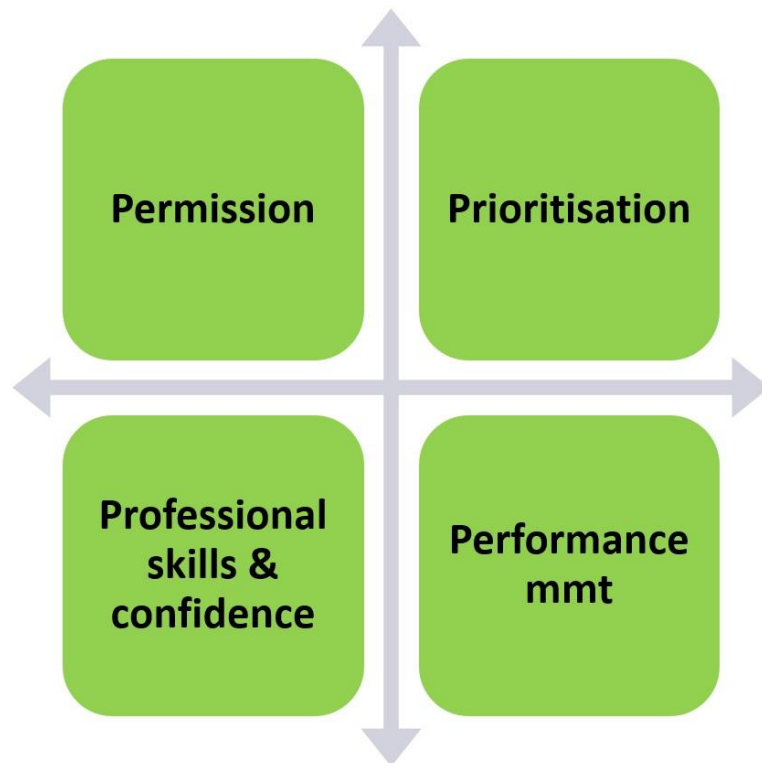 Permission
Prioritisation
Professional
skills &
confidence
Performance
mmt